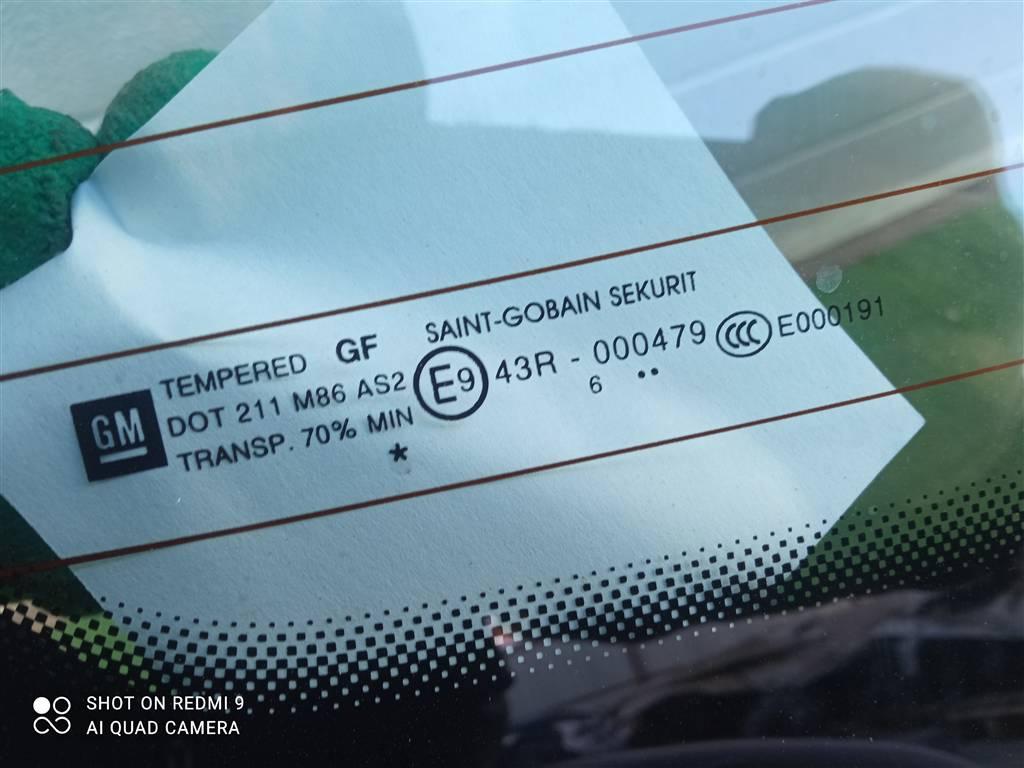 GM
TEMPERED GF SAINT-GOBAIN SEKURIT
DOT 211 M86 AS2 E9 43R - 000479 CCC E000191
TRANSP. 70% MIN 6 ••
*
SHOT ON REDMI 9
AI QUAD CAMERA